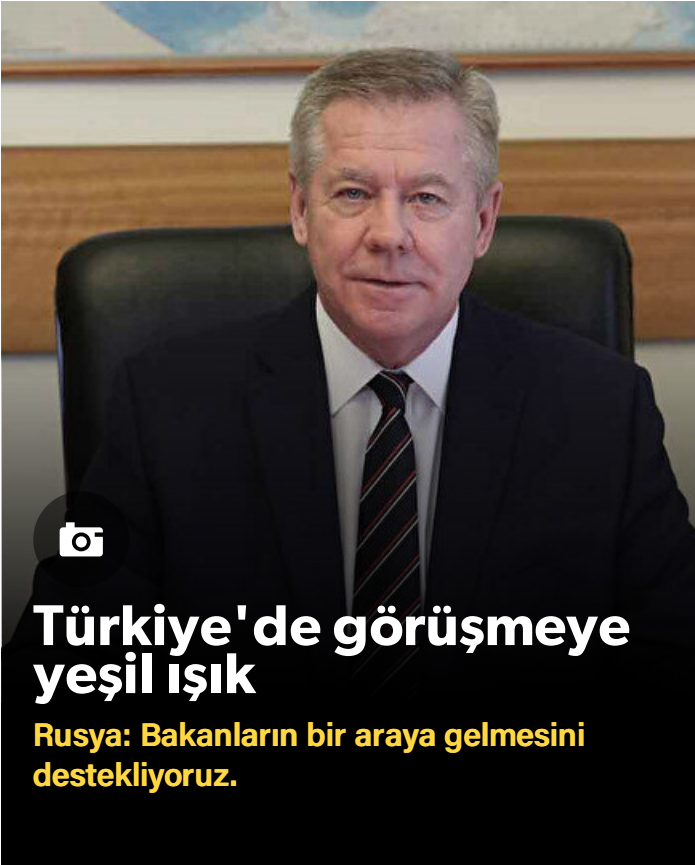 Türkiye'de görüşmeye
yeşil ışık
Rusya: Bakanların bir araya gelmesini
destekliyoruz.